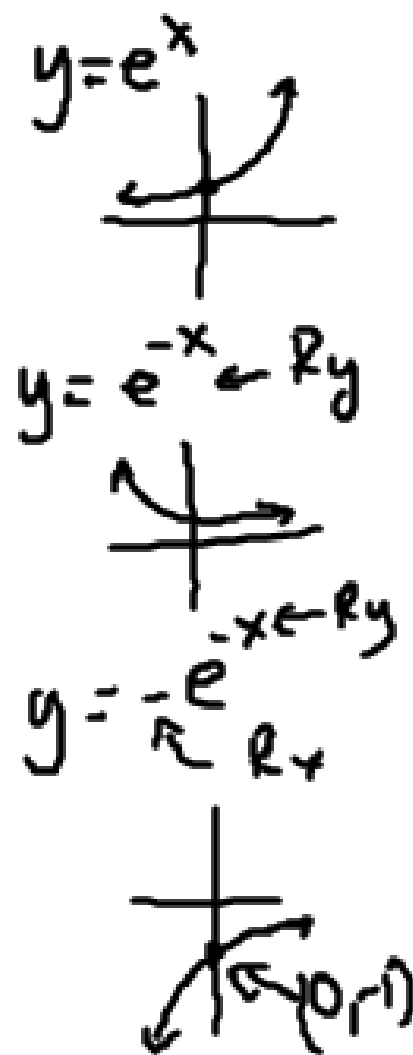 y = e^x
y = e^-x ← Ry
y = -e^-x ← Ry
Rx
(0,-1)